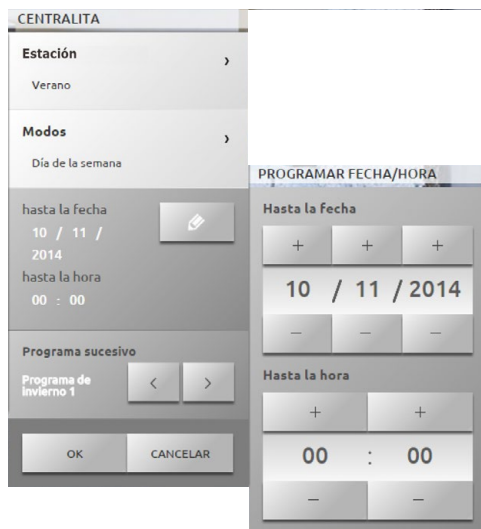 CENTRALITA
Estación
Verano
Modos
Día de la semana
hasta la fecha
10 / 11 /
2014
hasta la hora
00 : 00
Programa sucesivo
Programa de
invierno 1
OK CANCELAR
PROGRAMAR FECHA/HORA
Hasta la fecha
+ + +
10 / 11 / 2014
− − −
Hasta la hora
+ +
00 : 00
− −